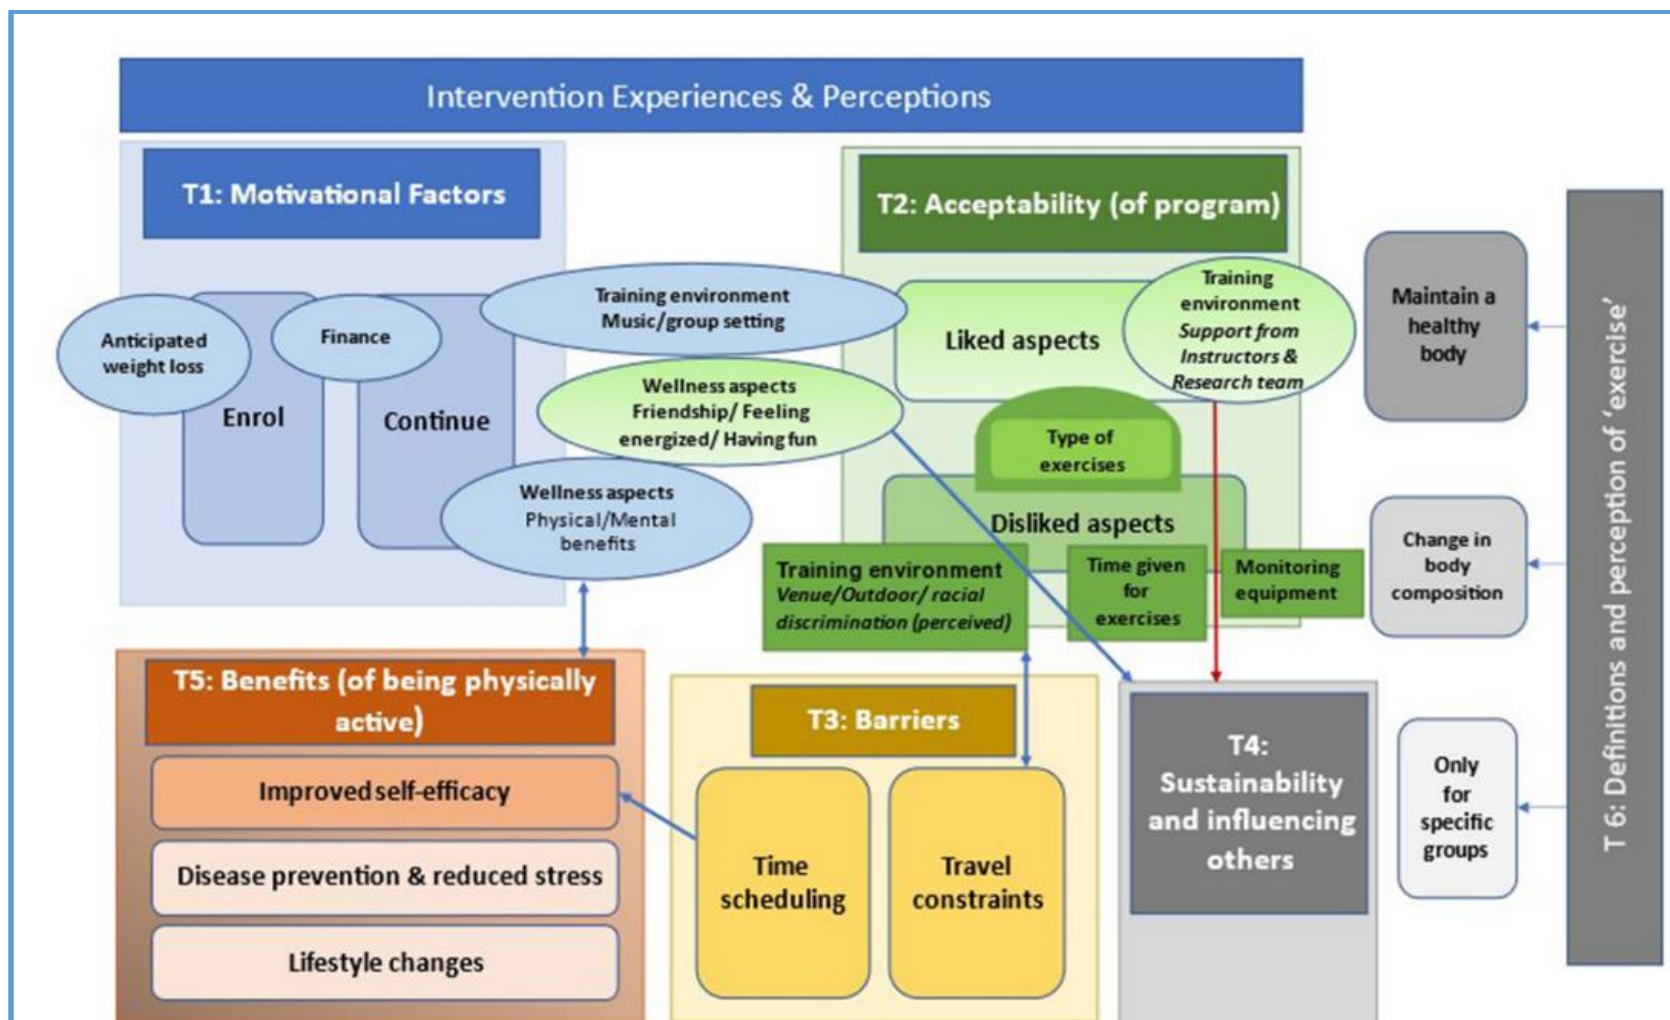 Intervention Experiences & Perceptions
T1: Motivational Factors
Anticipated
weight loss
Enrol
Finance
Continue
Training environment
Music/group setting
Wellness aspects
Friendship/ Feeling
energized/ Having fun
Wellness aspects
Physical/Mental
benefits
T2: Acceptability (of program)
Liked aspects
Training
environment
Support from
Instructors &
Research team
Type of
exercises
Disliked aspects
Training environment
Venue/Outdoor/ racial
discrimination (perceived)
Time given
for
exercises
Monitoring
equipment
T5: Benefits (of being physically
active)
Improved self-efficacy
Disease prevention & reduced stress
Lifestyle changes
T3: Barriers
Time
scheduling
Travel
constraints
T4:
Sustainability
and influencing
others
Maintain a
healthy
body
Change in
body
composition
Only
for
specific
groups
T 6: Definitions and perception of ‘exercise’